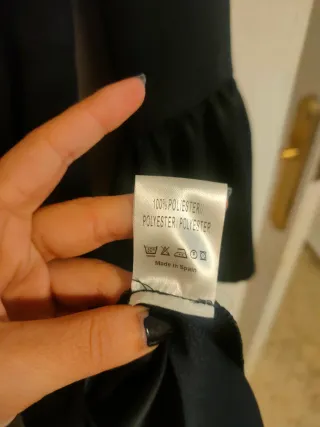 100% POLIESTER;
POLYESTER; POLYESTER
Made in Spain